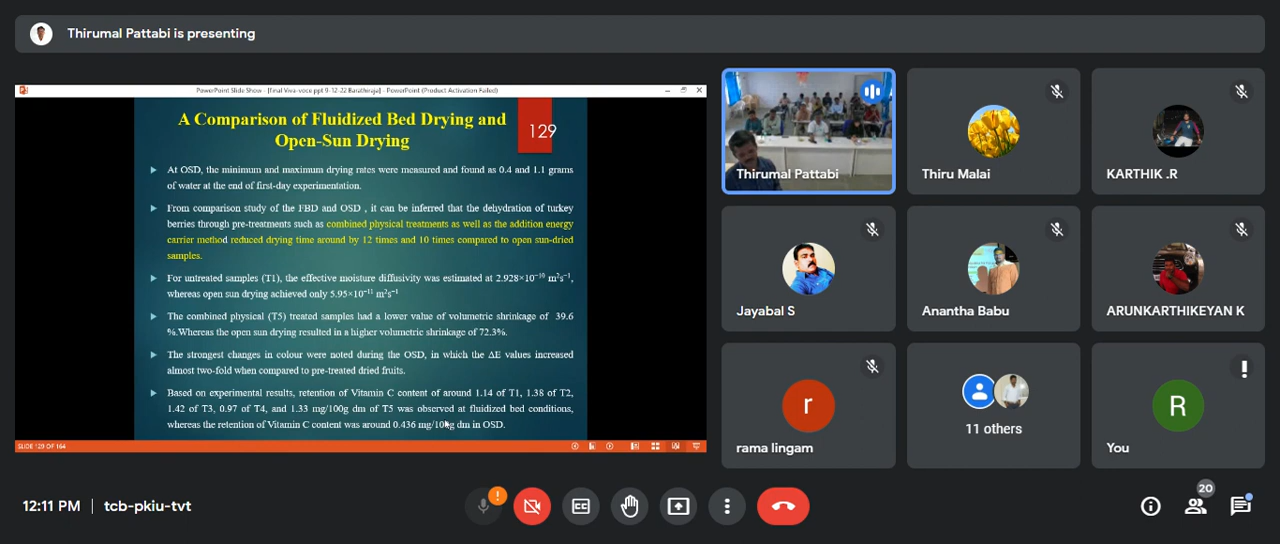 Thirumal Pattabi is presenting
PowerPoint Slide Show - [final Viva-voce ppt 9-12-22 Barathiraja] - PowerPoint (Product Activation Failed)
A Comparison of Fluidized Bed Drying and
Open-Sun Drying
129
At OSD, the minimum and maximum drying rates were measured and found as 0.4 and 1.1 grams
of water at the end of first-day experimentation.
From comparison study of the FBD and OSD , it can be inferred that the dehydration of turkey
berries through pre-treatments such as combined physical treatments as well as the addition energy
carrier method reduced drying time around by 12 times and 10 times compared to open sun-dried
samples.
For untreated samples (T1), the effective moisture diffusivity was estimated at 2.928×10⁻¹⁰ m²s⁻¹,
whereas open sun drying achieved only 5.95×10⁻¹¹ m²s⁻¹
The combined physical (T5) treated samples had a lower value of volumetric shrinkage of 39.6
%.Whereas the open sun drying resulted in a higher volumetric shrinkage of 72.3%.
The strongest changes in colour were noted during the OSD, in which the ΔE values increased
almost two-fold when compared to pre-treated dried fruits.
Based on experimental results, retention of Vitamin C content of around 1.14 of T1, 1.38 of T2,
1.42 of T3, 0.97 of T4, and 1.33 mg/100g dm of T5 was observed at fluidized bed conditions,
whereas the retention of Vitamin C content was around 0.436 mg/100g dm in OSD.
SLIDE 129 OF 164
Thirumal Pattabi
Thiru Malai
KARTHIK .R
Jayabal S
Anantha Babu
ARUNKARTHIKEYAN K
r
rama lingam
11 others
R
You
12:11 PM | tcb-pkiu-tvt
CC
20